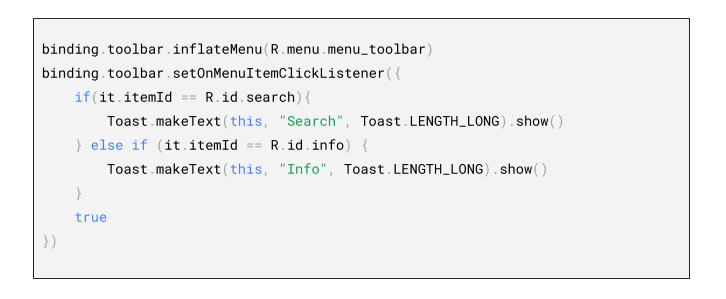 binding.toolbar.inflateMenu(R.menu.menu_toolbar)
binding.toolbar.setOnMenuItemClickListener({
    if(it.itemId == R.id.search){
        Toast.makeText(this, "Search", Toast.LENGTH_LONG).show()
    } else if (it.itemId == R.id.info) {
        Toast.makeText(this, "Info", Toast.LENGTH_LONG).show()
    }
    true
})